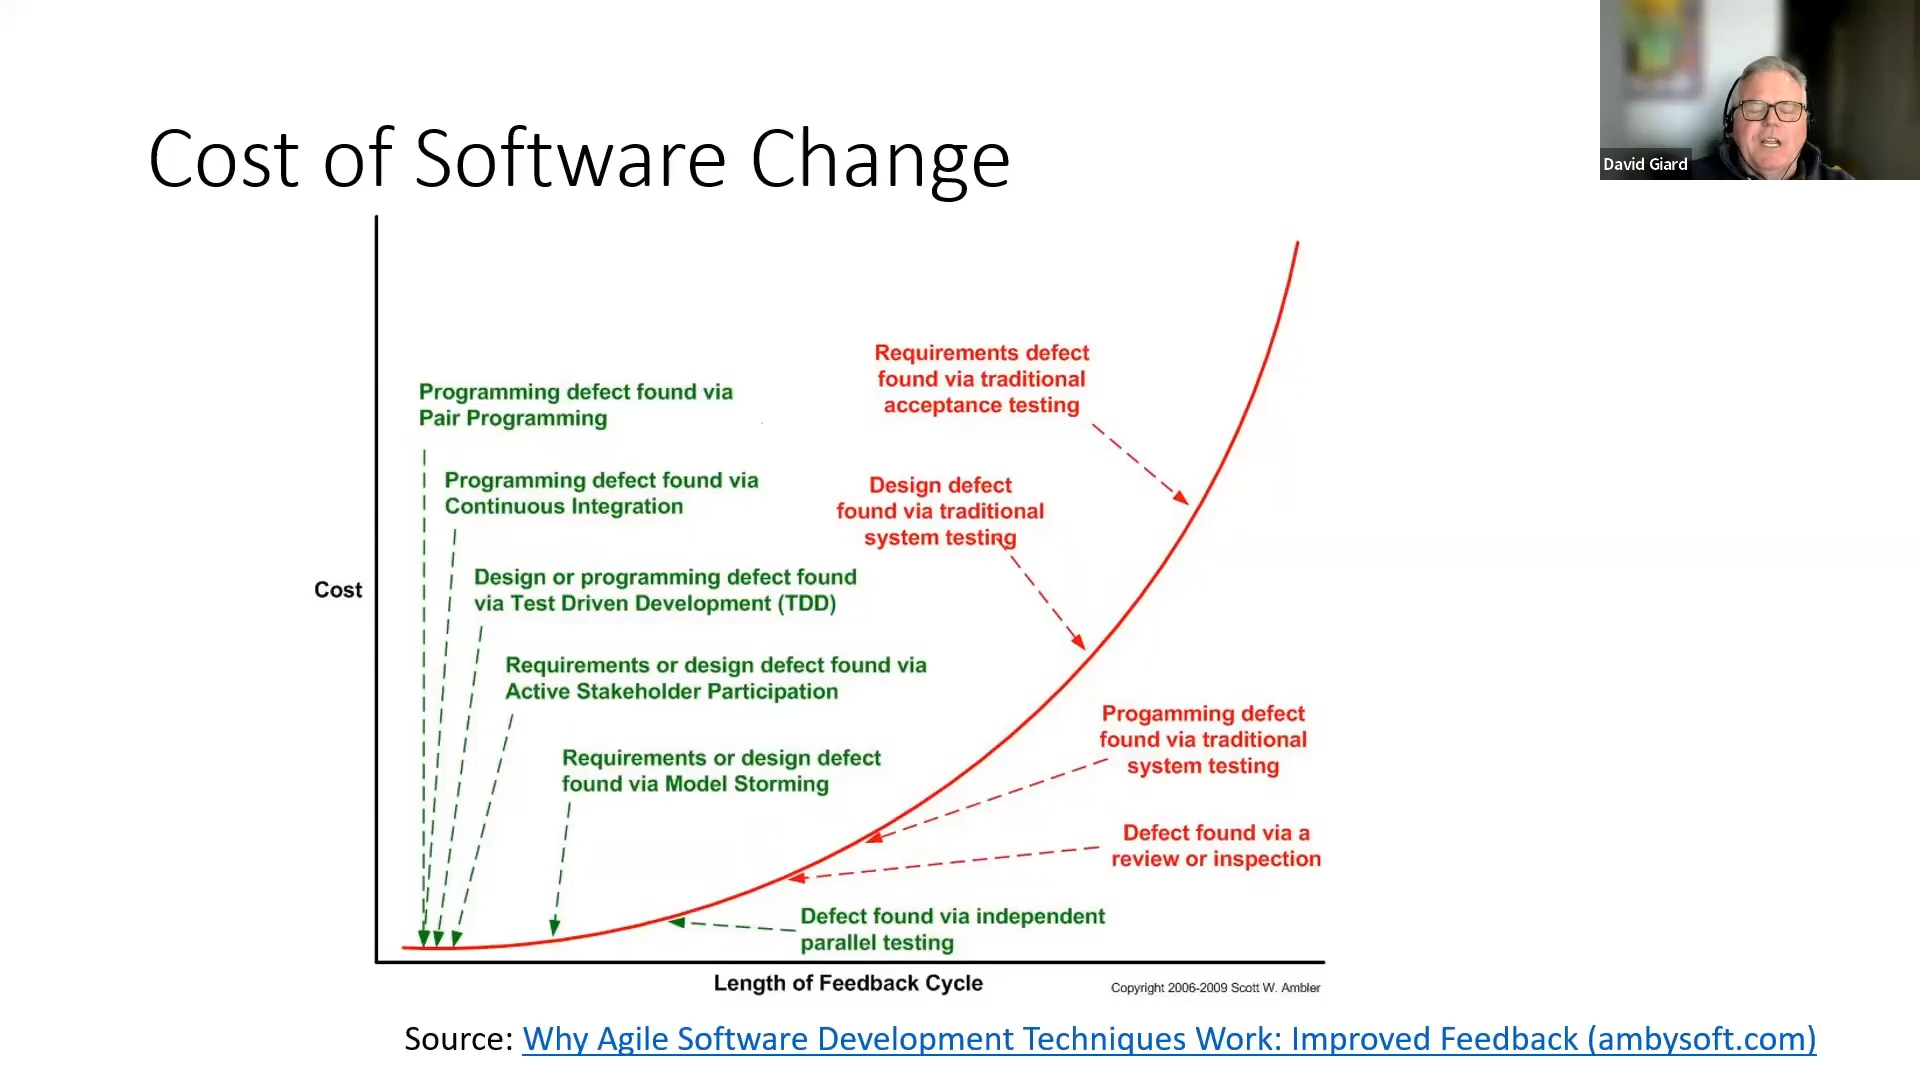 Cost of Software Change
David Giard
Requirements defect
found via traditional
acceptance testing
Programming defect found via
Pair Programming
Programming defect found via
Continuous Integration
Design defect
found via traditional
system testing
Design or programming defect found
via Test Driven Development (TDD)
Cost
Requirements or design defect found via
Active Stakeholder Participation
Progamming defect
found via traditional
system testing
Requirements or design defect
found via Model Storming
Defect found via a
review or inspection
Defect found via independent
parallel testing
Length of Feedback Cycle
Copyright 2006-2009 Scott W. Ambler
Source: Why Agile Software Development Techniques Work: Improved Feedback (ambysoft.com)